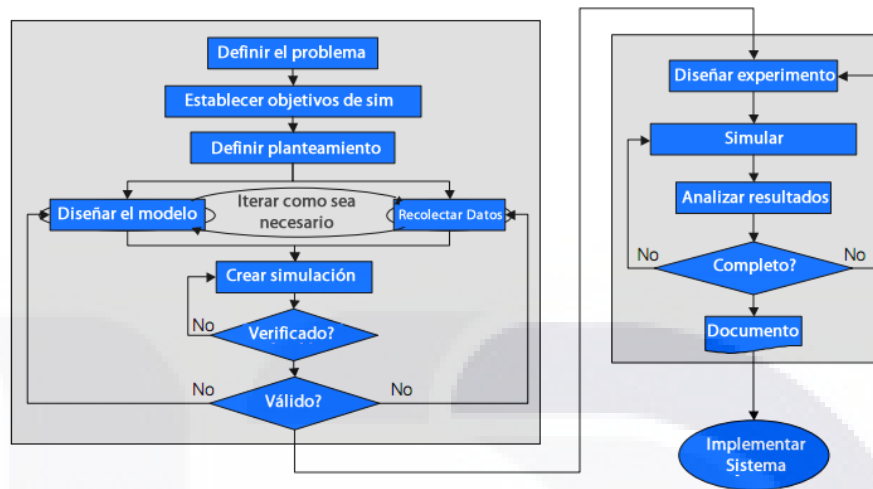 Definir el problema
Establecer objetivos de sim
Definir planteamiento
Diseñar el modelo
Iterar como sea
necesario
Recolectar Datos
Crear simulación
No
Verificado?
No
Válido?
No
Diseñar experimento
Simular
Analizar resultados
No
Completo?
No
Documento
Implementar
Sistema